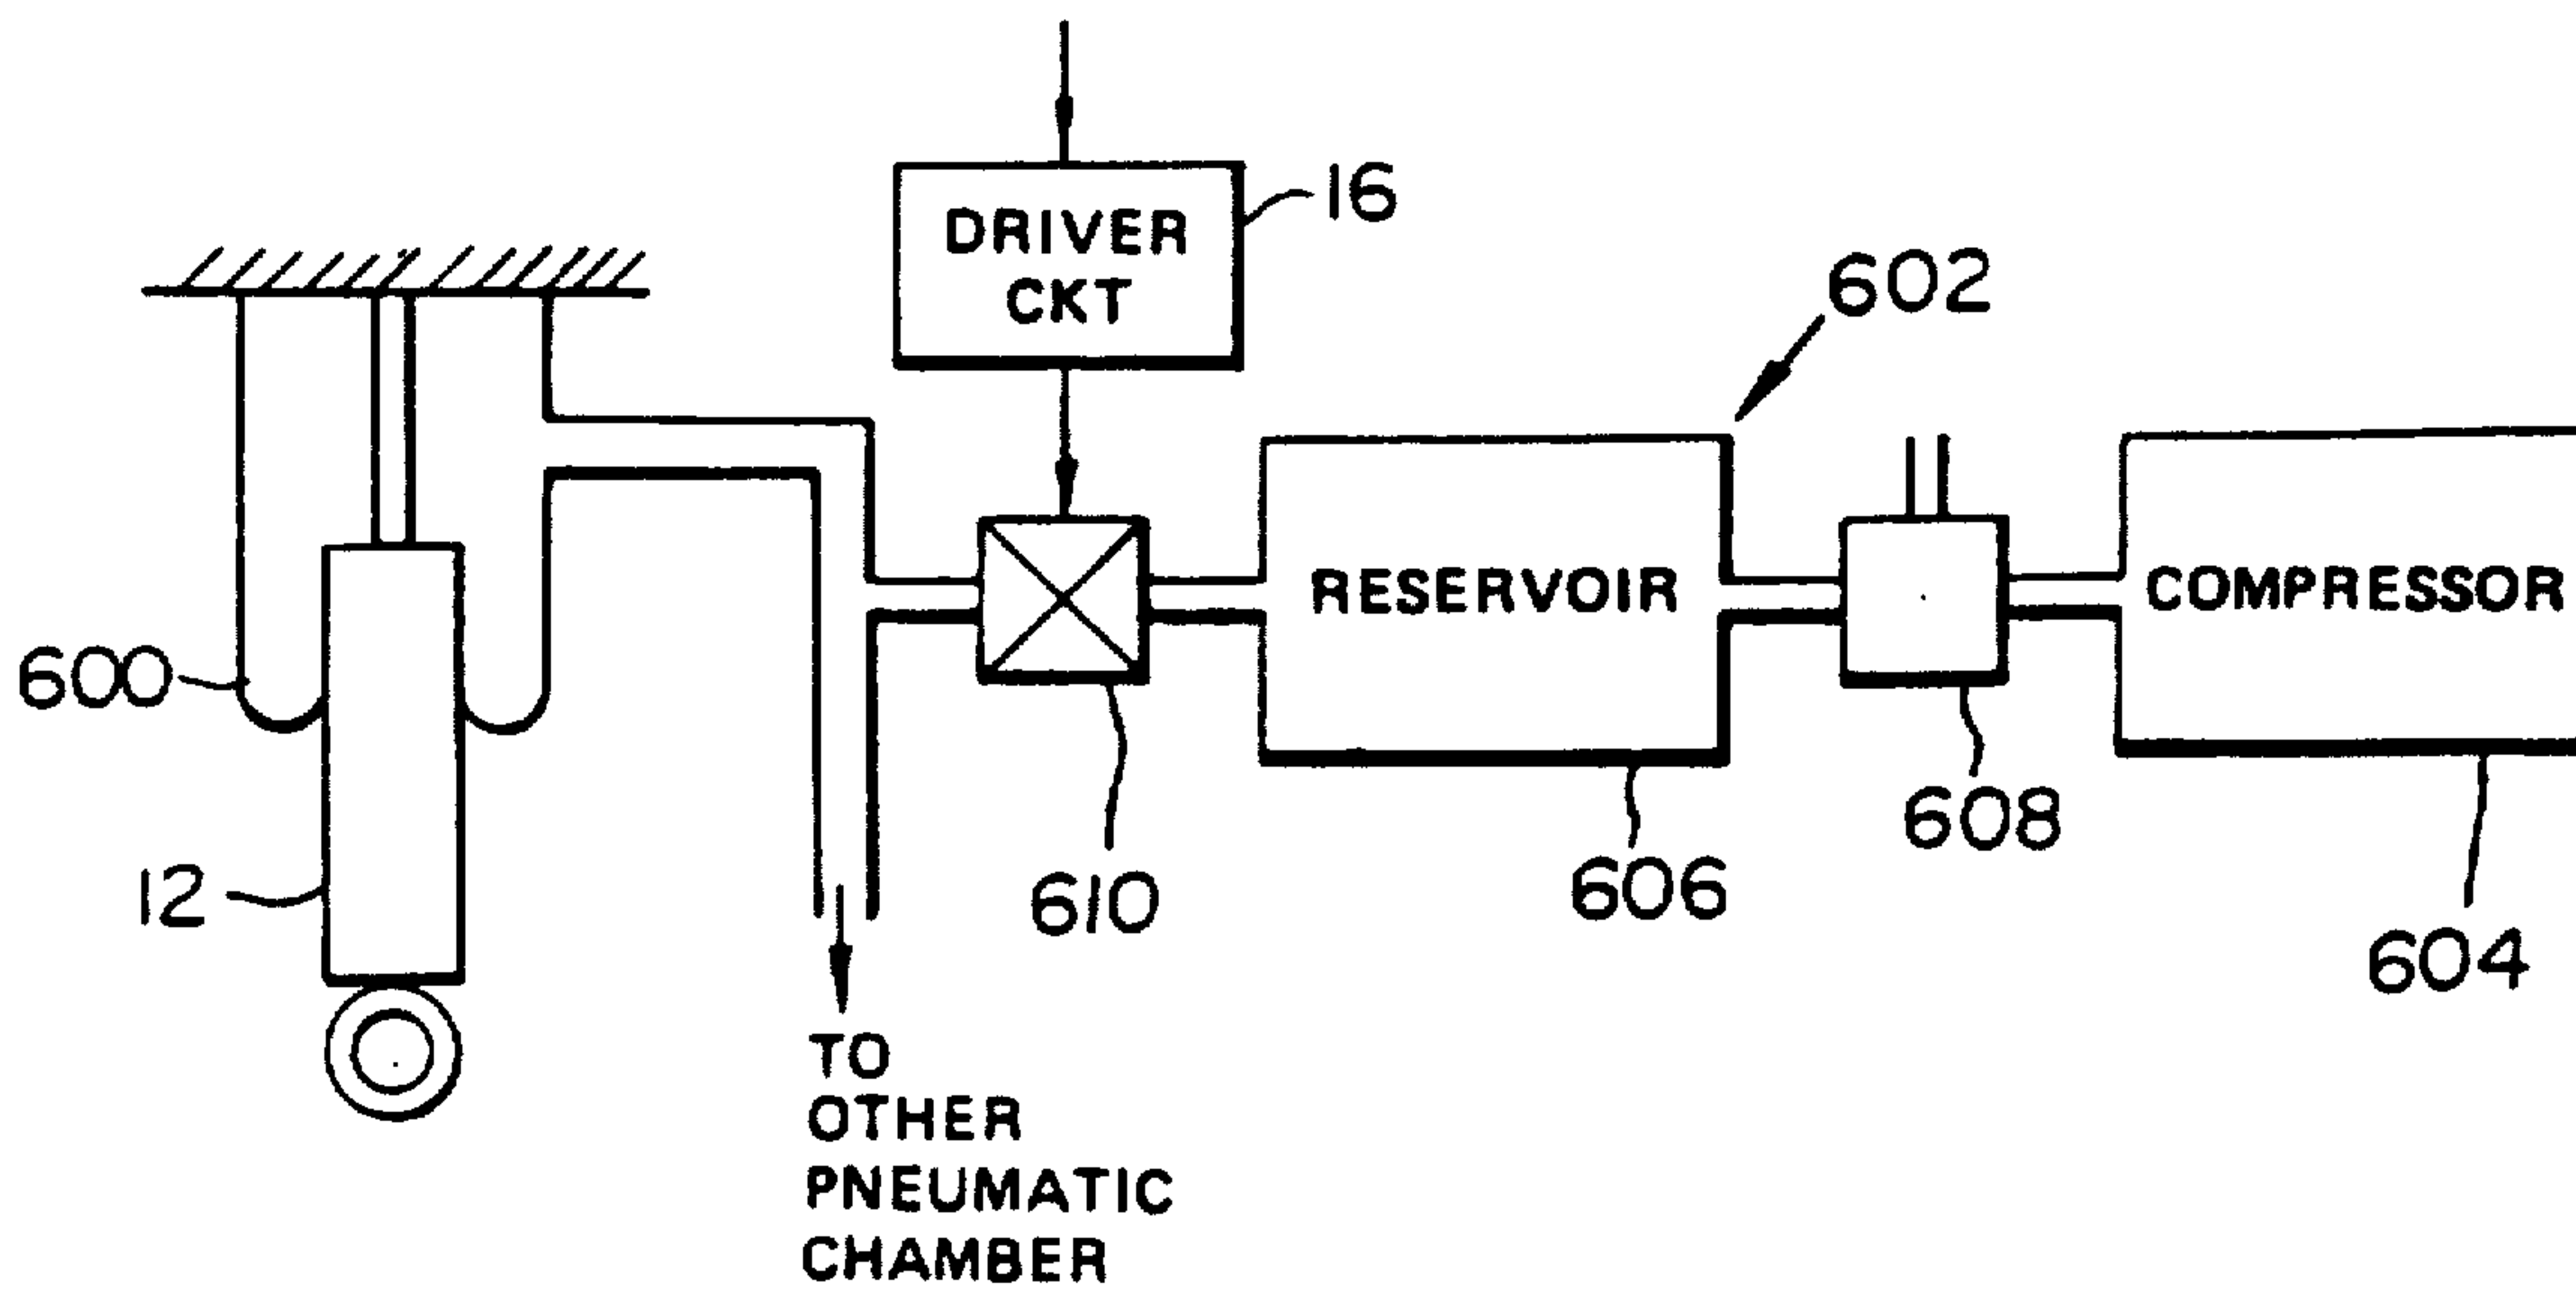 16
DRIVER
CKT
602
RESERVOIR
COMPRESSOR
600
608
12
610
606
604
TO
OTHER
PNEUMATIC
CHAMBER